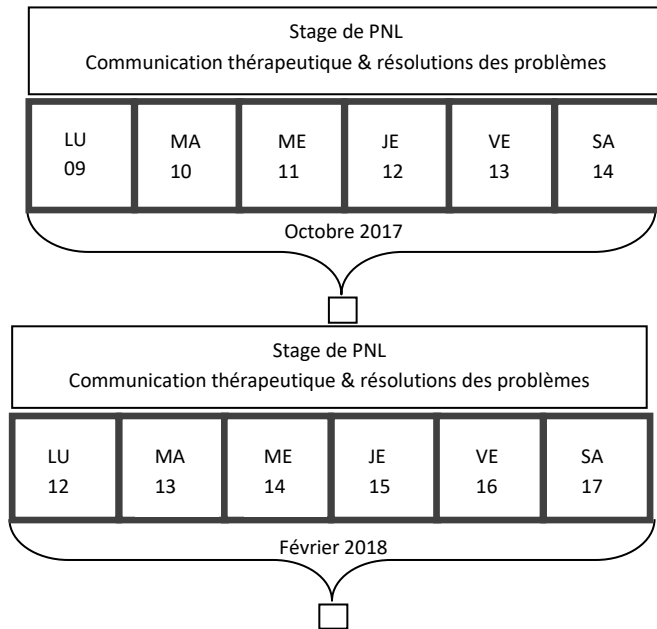 Stage de PNL
Communication thérapeutique & résolutions des problèmes
LU MA ME JE VE SA
09 10 11 12 13 14
Octobre 2017
Stage de PNL
Communication thérapeutique & résolutions des problèmes
LU MA ME JE VE SA
12 13 14 15 16 17
Février 2018